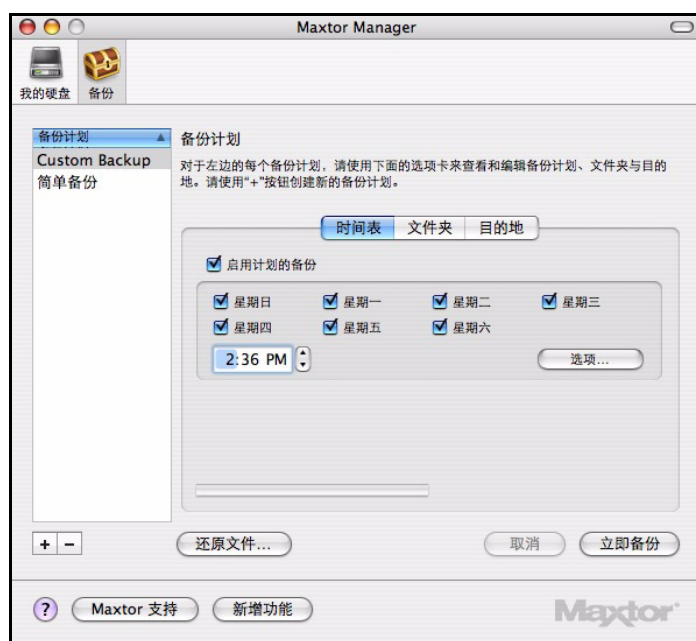 Maxtor Manager
我的硬盘 备份
备份计划
Custom Backup
简单备份
备份计划
对于左边的每个备份计划，请使用下面的选项卡来查看和编辑备份计划、文件夹与目的
地。请使用“+”按钮创建新的备份计划。
时间表 文件夹 目的地
启用计划的备份
星期日 星期一 星期二 星期三
星期四 星期五 星期六
2:36 PM 选项...
+ −
还原文件... 取消 立即备份
? Maxtor 支持 新增功能 Maxtor